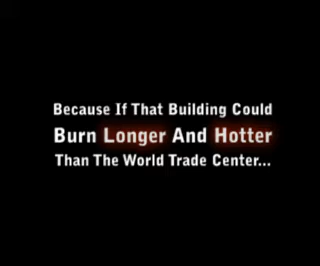 Because If That Building Could
Burn Longer And Hotter
Than The World Trade Center...